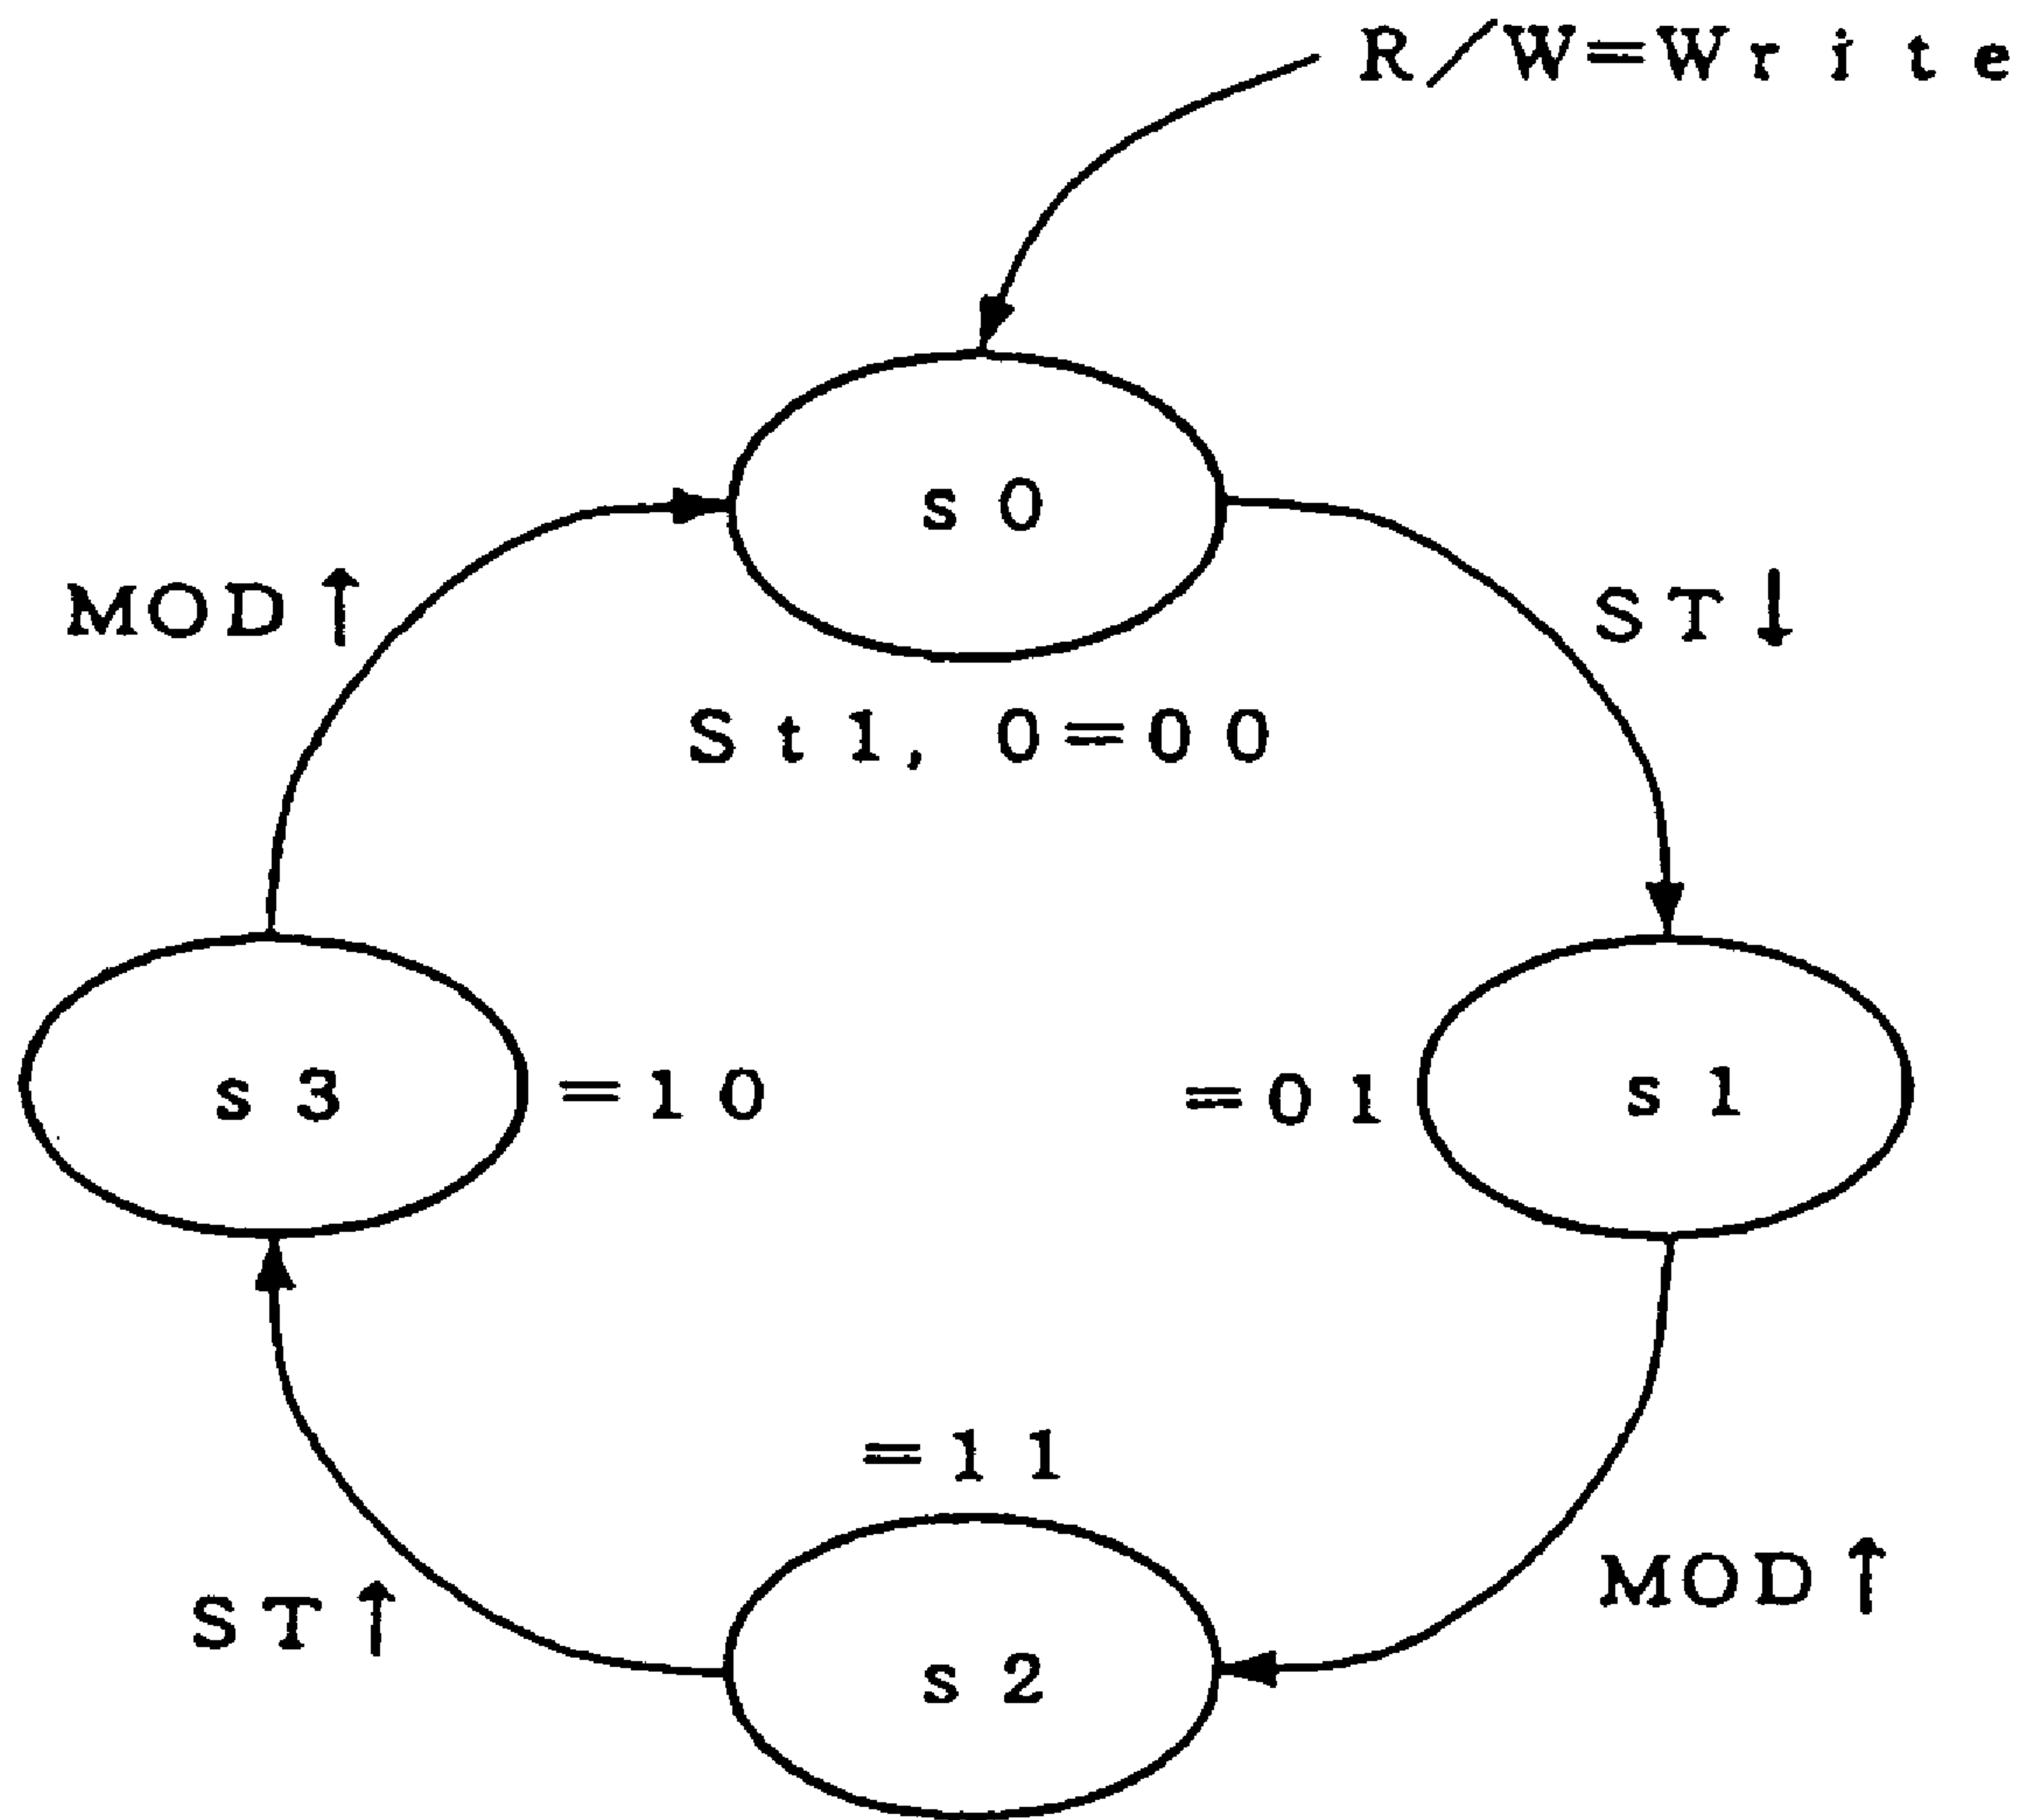 R/W=Write
s0
MOD↑
ST↓
St1, 0=00
s3
=10
=01
s1
=11
ST↑
MOD↑
s2